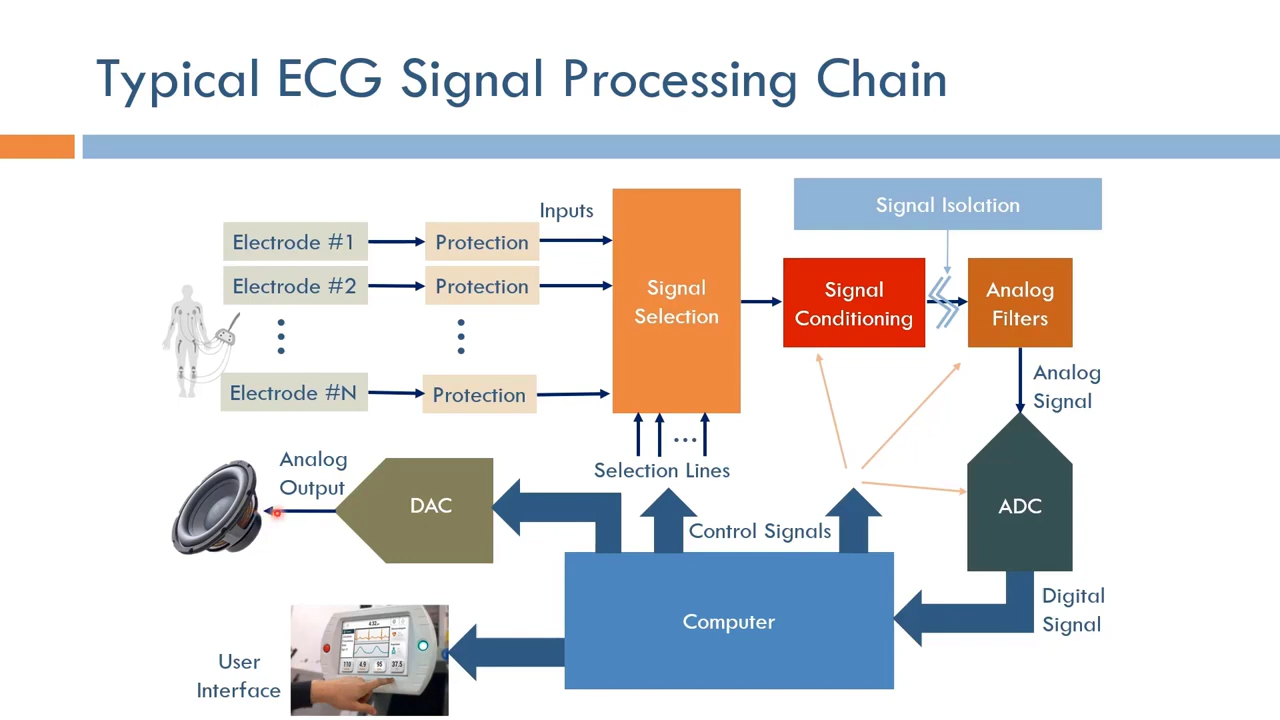 Typical ECG Signal Processing Chain
Signal Isolation
Inputs
Electrode #1
Protection
Electrode #2
Protection
Electrode #N
Protection
Signal
Selection
Signal
Conditioning
Analog
Filters
Analog
Signal
...
Selection Lines
Analog
Output
DAC
Control Signals
ADC
Computer
Digital
Signal
User
Interface